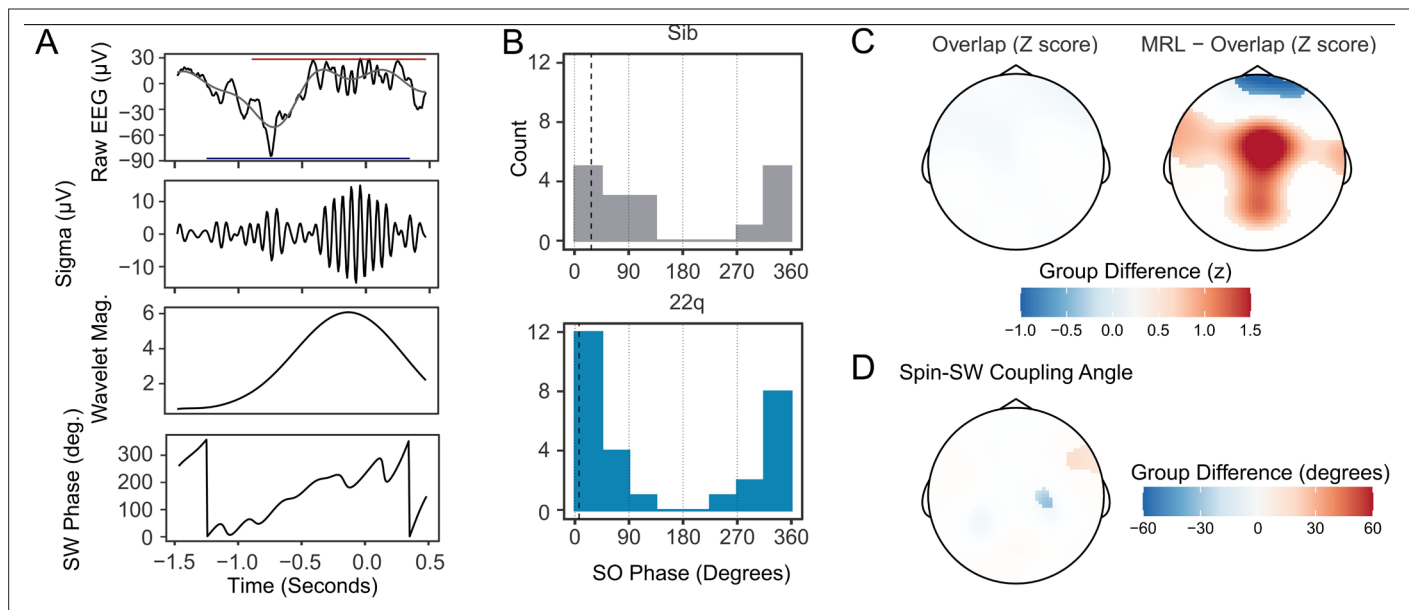 A
Raw EEG (µV)
30
0
−30
−60
−90
Sigma (µV)
10
0
−10
Wavelet Mag.
6
4
2
SW Phase (deg.)
300
200
100
0
−1.5 −1.0 −0.5 0.0 0.5
Time (Seconds)
B
Sib
Count
12
8
4
0
0 90 180 270 360
22q
12
8
4
0
0 90 180 270 360
SO Phase (Degrees)
C
Overlap (Z score) MRL − Overlap (Z score)
Group Difference (z)
−1.0 −0.5 0.0 0.5 1.0 1.5
D
Spin-SW Coupling Angle
Group Difference (degrees)
−60 −30 0 30 60